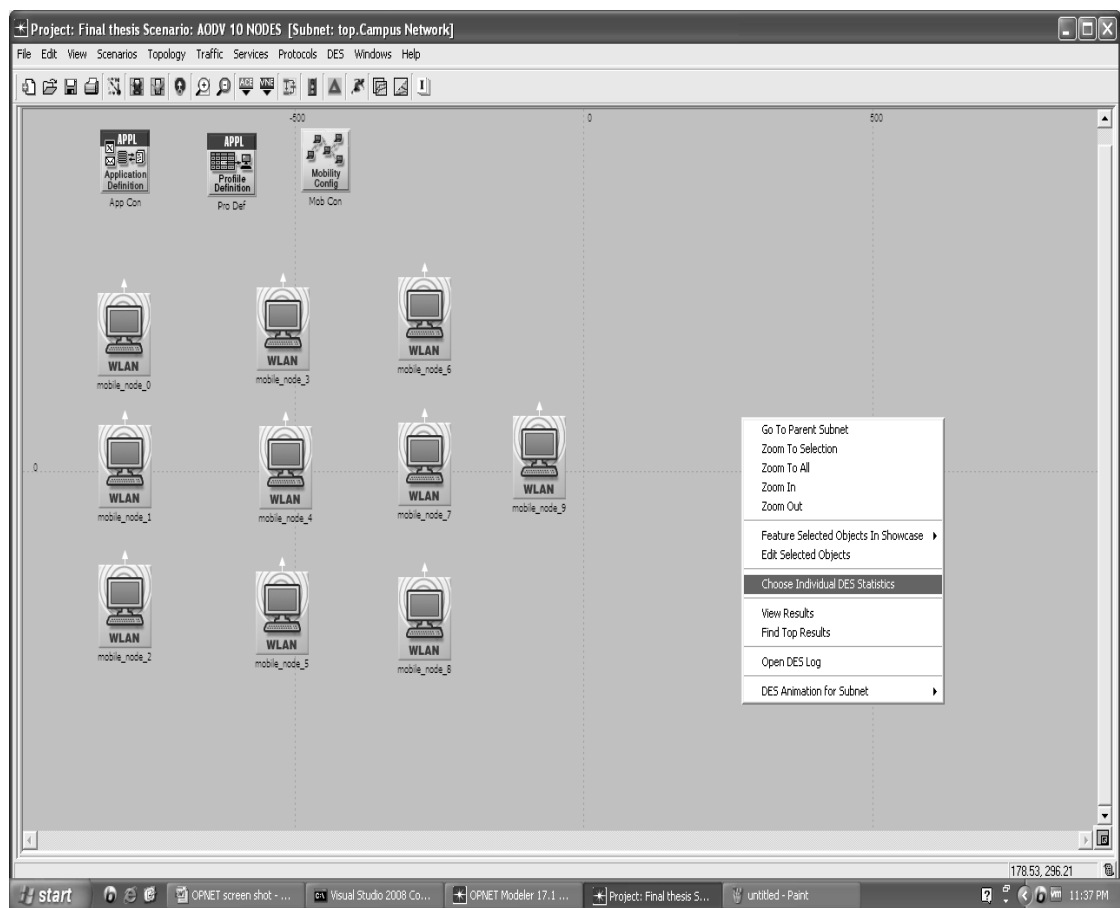 Project: Final thesis Scenario: AODV 10 NODES [Subnet: top.Campus Network]
File Edit View Scenarios Topology Traffic Services Protocols DES Windows Help
-500 0 500
APPL
Application
Definition
App Con
APPL
Profile
Definition
Pro Def
Mobility
Config
Mob Con
WLAN
mobile_node_0
WLAN
mobile_node_3
WLAN
mobile_node_6
0
WLAN
mobile_node_1
WLAN
mobile_node_4
WLAN
mobile_node_7
WLAN
mobile_node_9
WLAN
mobile_node_2
WLAN
mobile_node_5
WLAN
mobile_node_8
Go To Parent Subnet
Zoom To Selection
Zoom To All
Zoom In
Zoom Out
Feature Selected Objects In Showcase
Edit Selected Objects
Choose Individual DES Statistics
View Results
Find Top Results
Open DES Log
DES Animation for Subnet
178.53, 296.21
start OPNET screen shot - ... Visual Studio 2008 Co... OPNET Modeler 17.1 ... Project: Final thesis S... untitled - Paint 11:37 PM